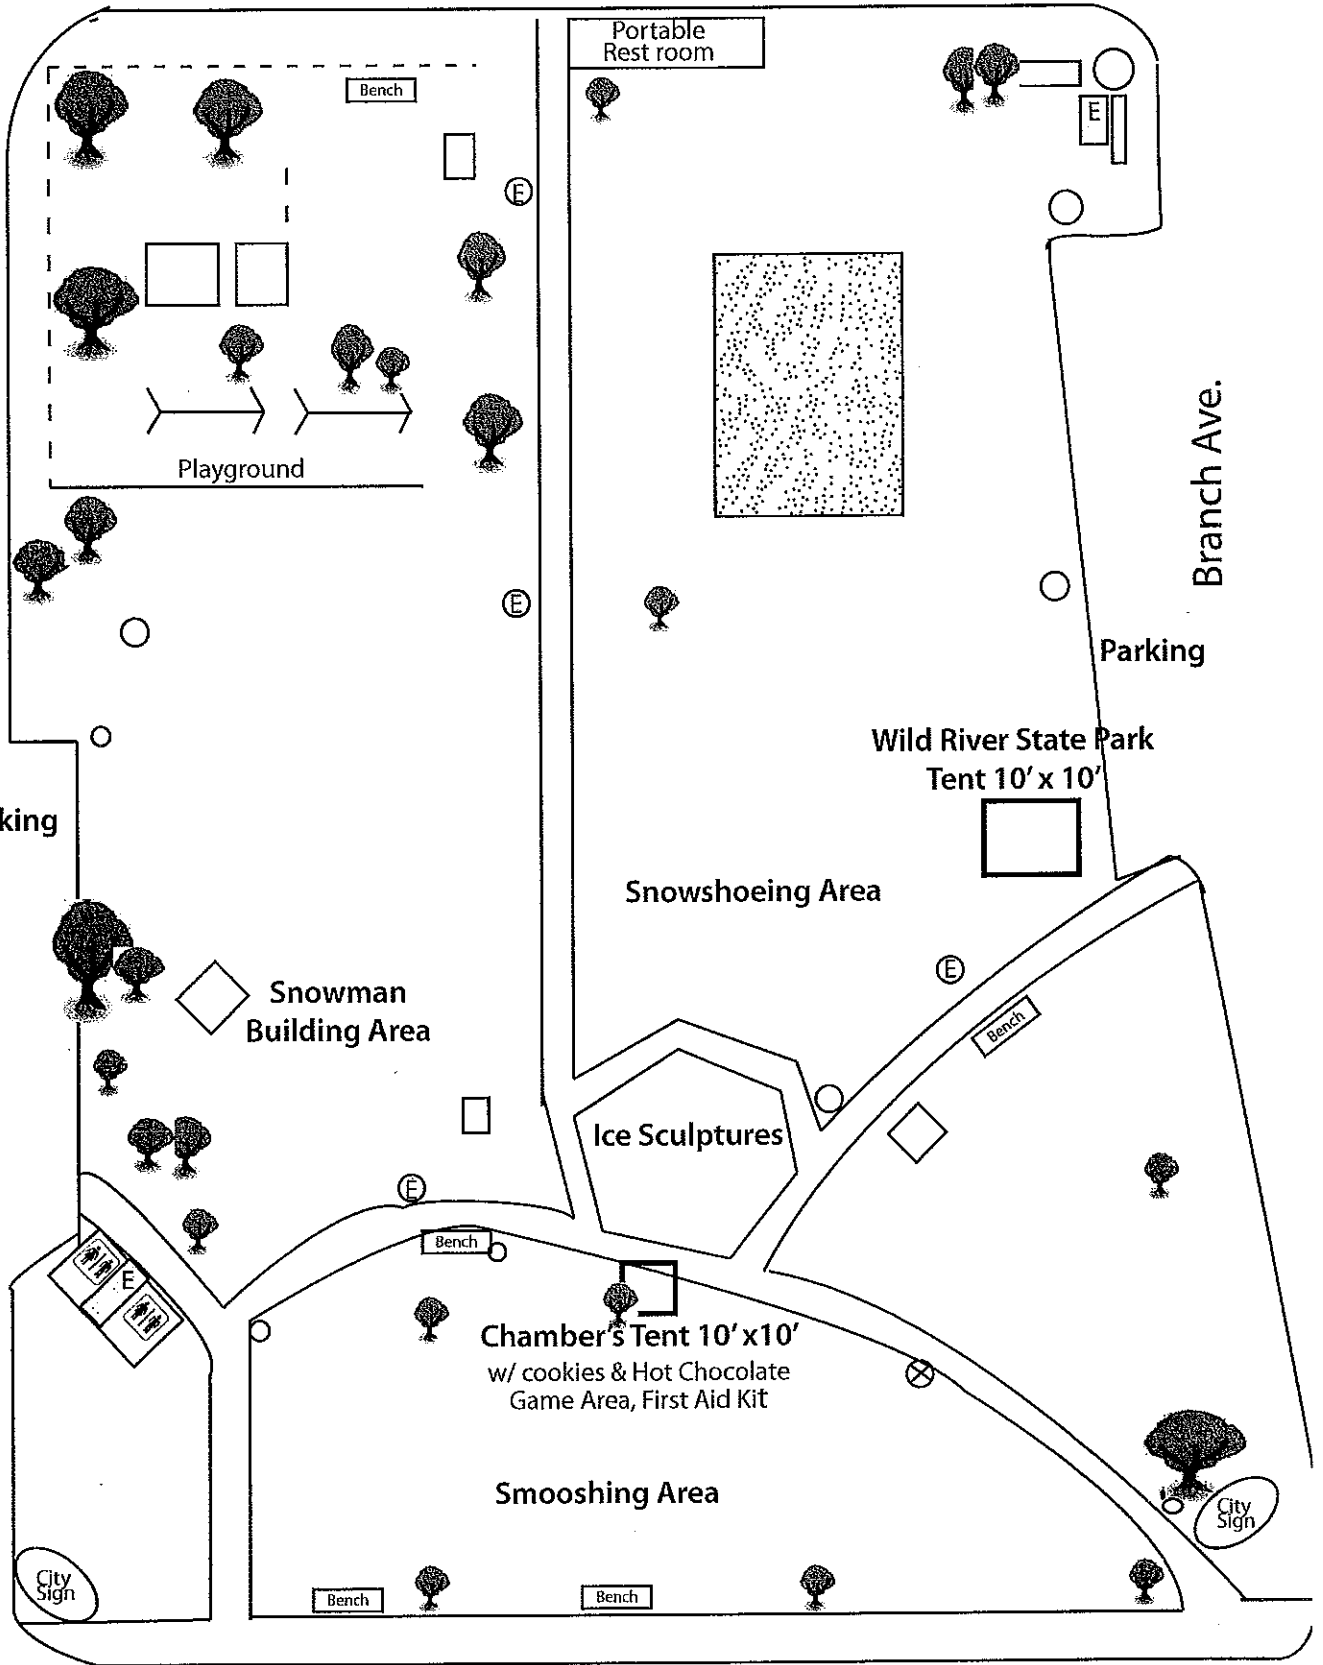 Portable
Rest room
Bench
E
E
Playground
Branch Ave.
E
Parking
Wild River State Park
Tent 10' x 10'
king
Snowshoeing Area
E
Snowman
Building Area
Bench
Ice Sculptures
E
Bench
E
Chamber's Tent 10' x10'
w/ cookies & Hot Chocolate
Game Area, First Aid Kit
Smooshing Area
City
Sign
City
Sign
Bench
Bench